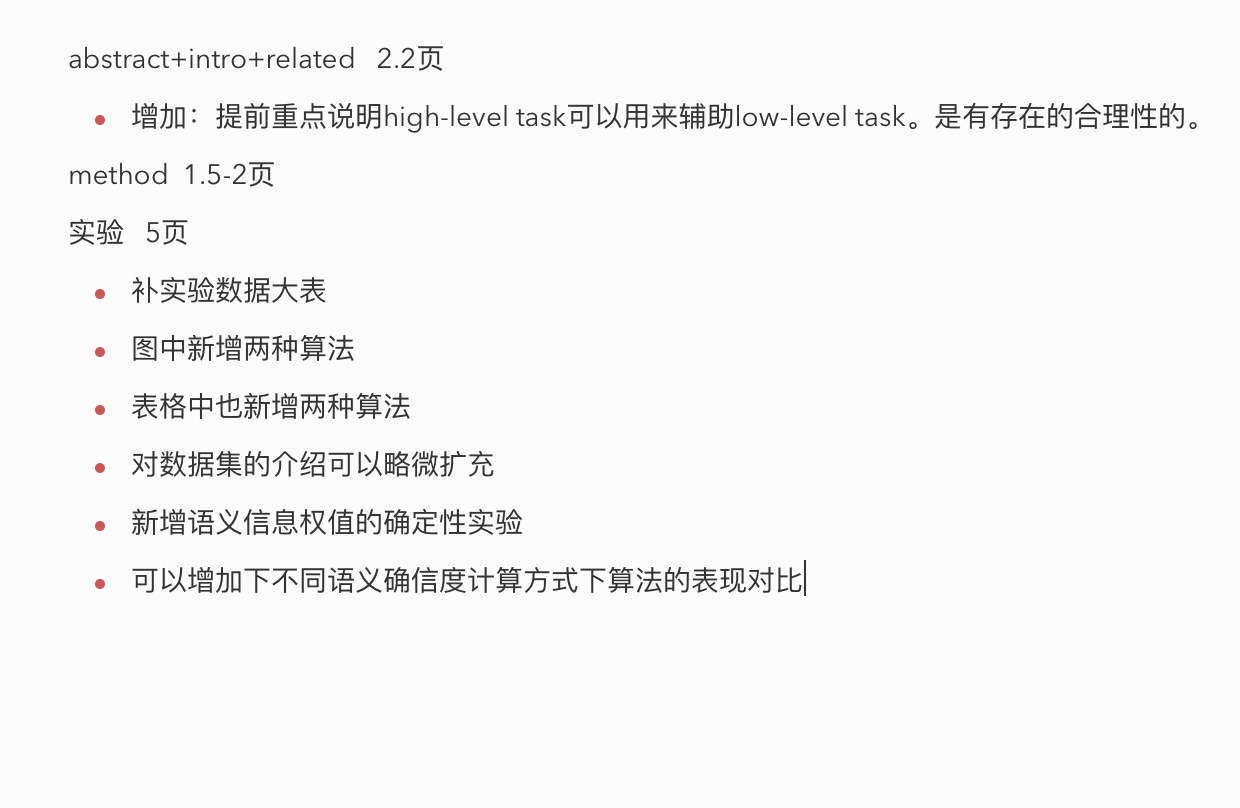 abstract+intro+related 2.2页
增加：提前重点说明high-level task可以用来辅助low-level task。是有存在的合理性的。
method 1.5-2页
实验 5页
补实验数据大表
图中新增两种算法
表格中也新增两种算法
对数据集的介绍可以略微扩充
新增语义信息权值的确定性实验
可以增加下不同语义确信度计算方式下算法的表现对比